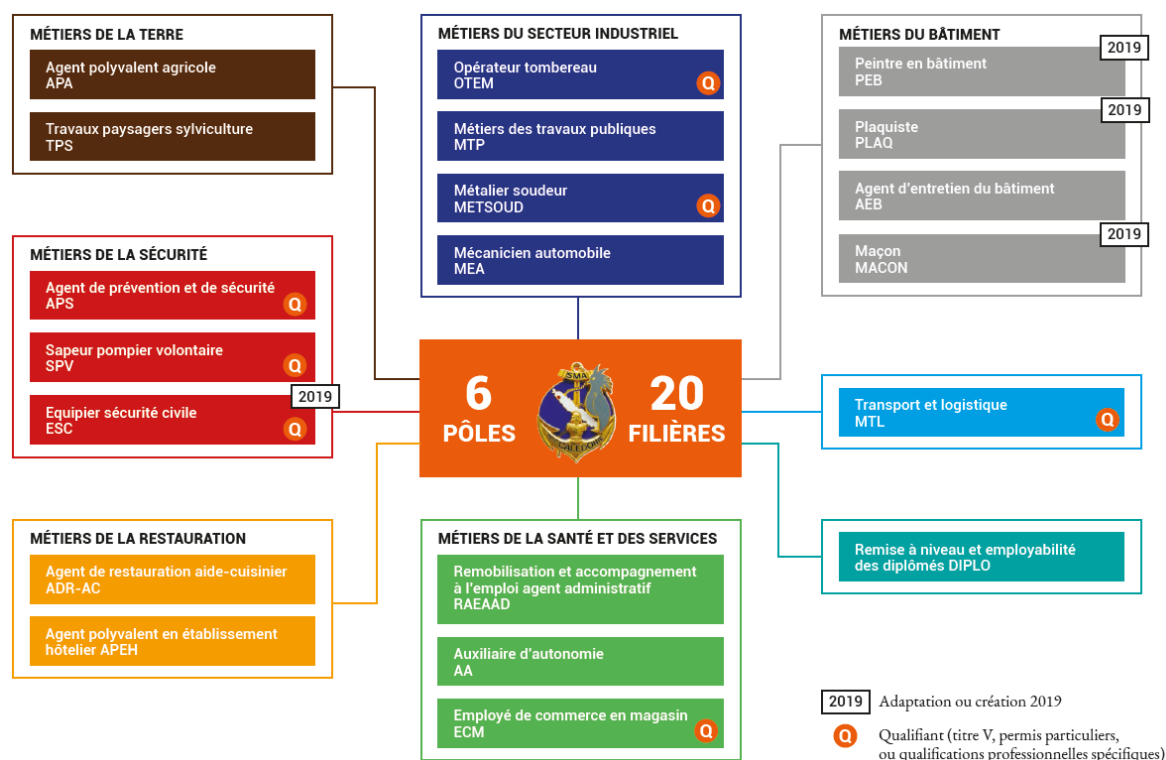 MÉTIERS DE LA TERRE
Agent polyvalent agricole
APA
Travaux paysagers sylviculture
TPS
MÉTIERS DU SECTEUR INDUSTRIEL
Opérateur tombereau
OTEM
Q
Métiers des travaux publiques
MTP
Métalier soudeur
METSOUD
Q
Mécanicien automobile
MEA
MÉTIERS DU BÂTIMENT
2019
Peintre en bâtiment
PEB
2019
Plaquiste
PLAQ
Agent d'entretien du bâtiment
AEB
2019
Maçon
MACON
MÉTIERS DE LA SÉCURITÉ
Agent de prévention et de sécurité
APS
Q
Sapeur pompier volontaire
SPV
Q
2019
Equipier sécurité civile
ESC
Q
6
PÔLES
SMA
20
FILIÈRES
Transport et logistique
MTL
Q
MÉTIERS DE LA RESTAURATION
Agent de restauration aide-cuisinier
ADR-AC
Agent polyvalent en établissement
hôtelier APEH
MÉTIERS DE LA SANTÉ ET DES SERVICES
Remobilisation et accompagnement
à l'emploi agent administratif
RAEAAD
Auxiliaire d'autonomie
AA
Employé de commerce en magasin
ECM
Q
Remise à niveau et employabilité
des diplômés DIPLO
2019 Adaptation ou création 2019
Q Qualifiant (titre V, permis particuliers,
ou qualifications professionnelles spécifiques)